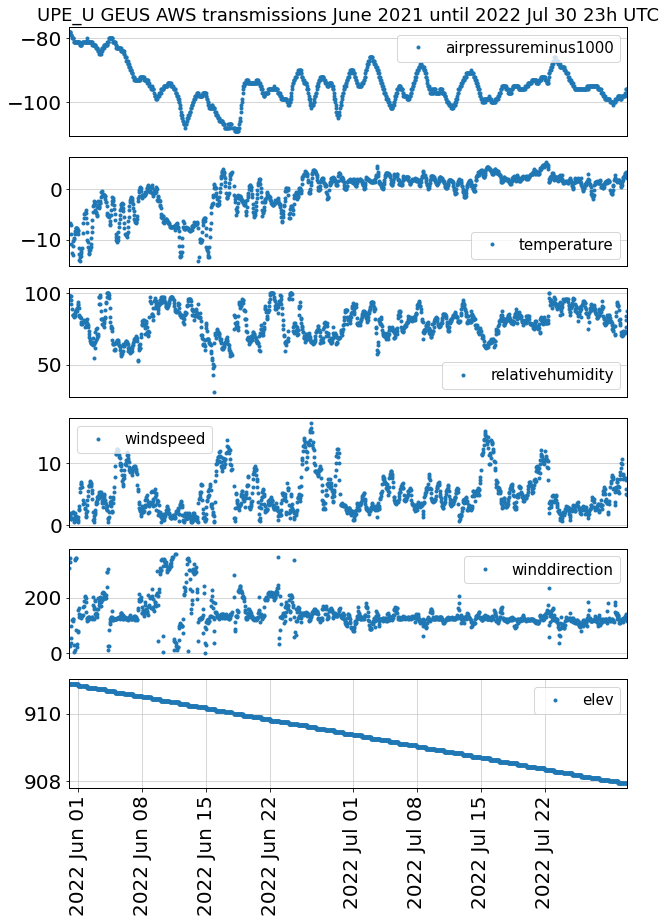 UPE_U GEUS AWS transmissions June 2021 until 2022 Jul 30 23h UTC
−80
−100
airpressureminus1000
0
−10
temperature
100
50
relativehumidity
10
0
windspeed
200
0
winddirection
910
908
elev
2022 Jun 01
2022 Jun 08
2022 Jun 15
2022 Jun 22
2022 Jul 01
2022 Jul 08
2022 Jul 15
2022 Jul 22